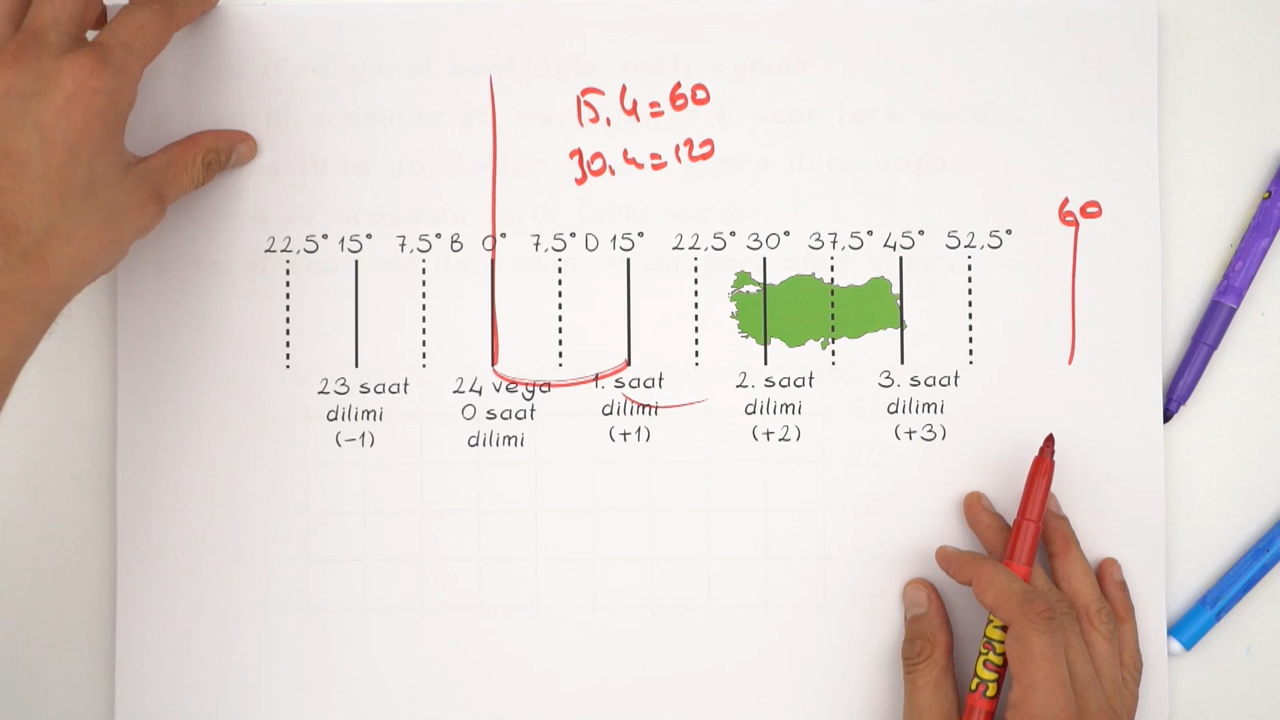 15.4=60
30.4=120
60
22,5° 15° 7,5° B 0° 7,5° D 15° 22,5° 30° 37,5° 45° 52,5°
23 saat dilimi (-1)
24 veya 0 saat dilimi
1. saat dilimi (+1)
2. saat dilimi (+2)
3. saat dilimi (+3)